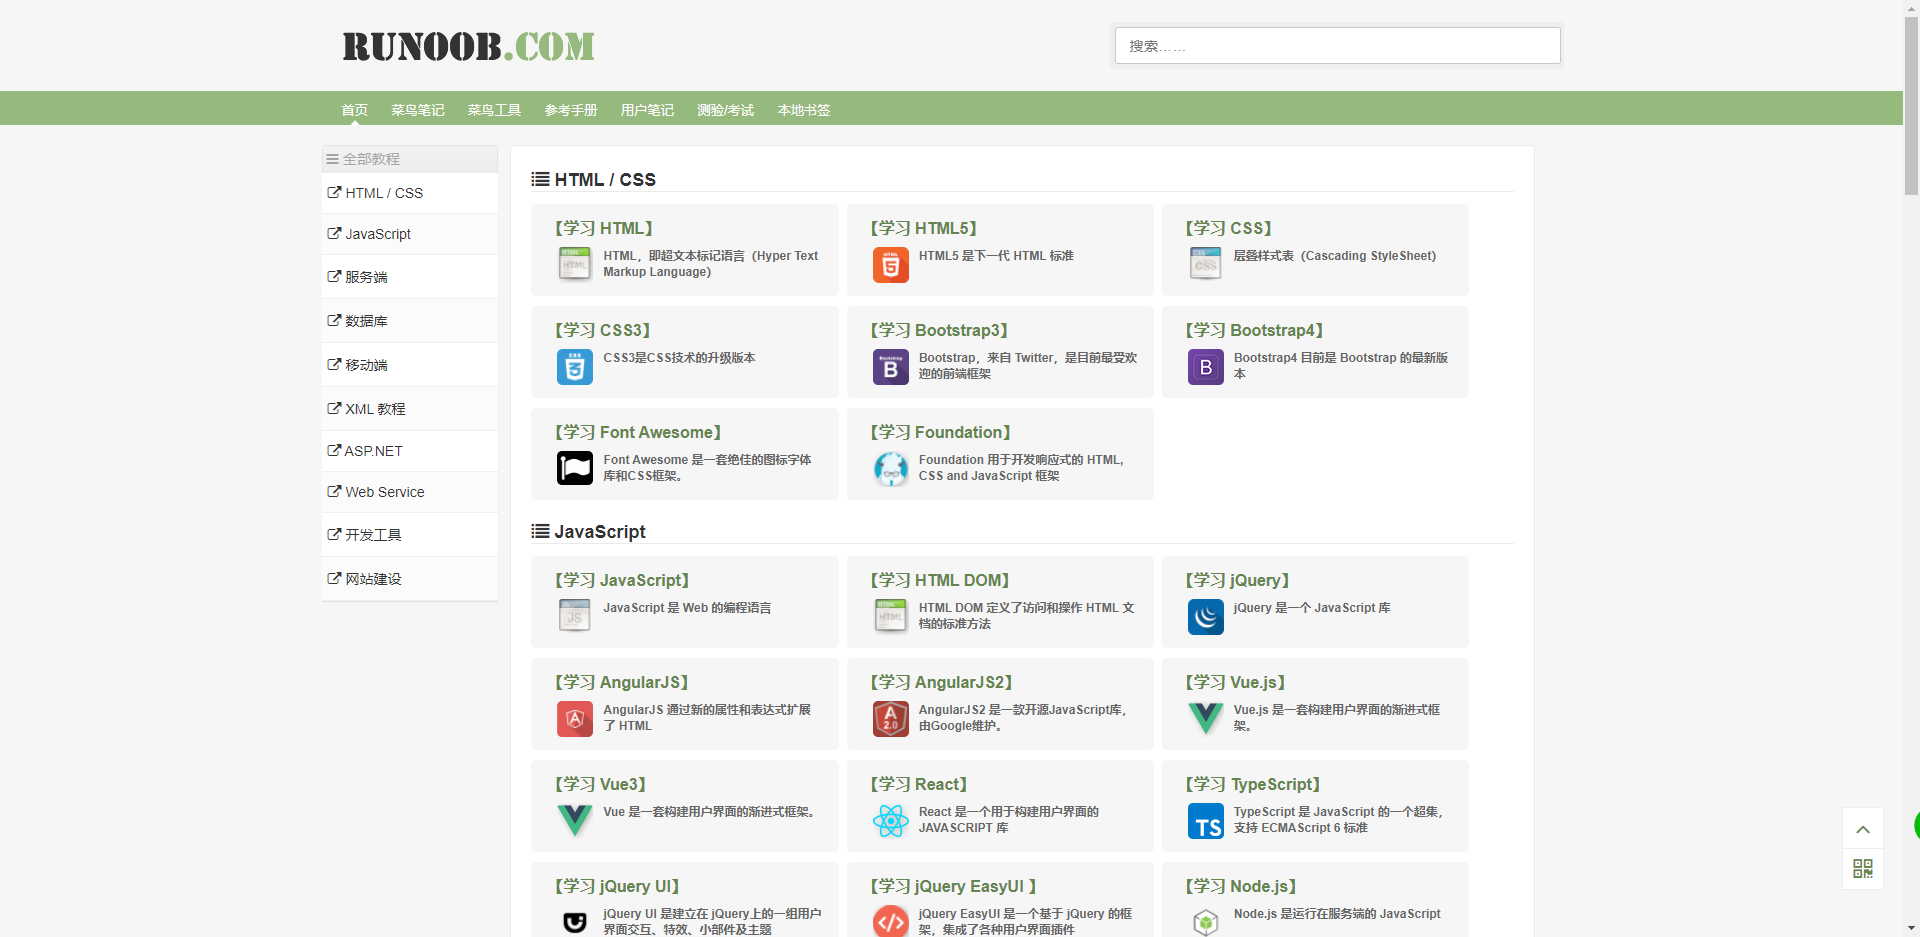 RUNOOB.COM
搜索……
首页 菜鸟笔记 菜鸟工具 参考手册 用户笔记 测验/考试 本地书签
全部教程
HTML / CSS
JavaScript
服务端
数据库
移动端
XML 教程
ASP.NET
Web Service
开发工具
网站建设
HTML / CSS
【学习 HTML】
HTML，即超文本标记语言（Hyper Text
Markup Language）
【学习 HTML5】
HTML5 是下一代 HTML 标准
【学习 CSS】
层叠样式表（Cascading StyleSheet）
【学习 CSS3】
CSS3是CSS技术的升级版本
【学习 Bootstrap3】
Bootstrap，来自 Twitter，是目前最受欢
迎的前端框架
【学习 Bootstrap4】
Bootstrap4 目前是 Bootstrap 的最新版
本
【学习 Font Awesome】
Font Awesome 是一套绝佳的图标字体
库和CSS框架。
【学习 Foundation】
Foundation 用于开发响应式的 HTML,
CSS and JavaScript 框架
JavaScript
【学习 JavaScript】
JavaScript 是 Web 的编程语言
【学习 HTML DOM】
HTML DOM 定义了访问和操作 HTML 文
档的标准方法
【学习 jQuery】
jQuery 是一个 JavaScript 库
【学习 AngularJS】
AngularJS 通过新的属性和表达式扩展
了 HTML
【学习 AngularJS2】
AngularJS2 是一款开源JavaScript库，
由Google维护。
【学习 Vue.js】
Vue.js 是一套构建用户界面的渐进式框
架。
【学习 Vue3】
Vue 是一套构建用户界面的渐进式框架。
【学习 React】
React 是一个用于构建用户界面的
JAVASCRIPT 库
【学习 TypeScript】
TypeScript 是 JavaScript 的一个超集，
支持 ECMAScript 6 标准
【学习 jQuery UI】
jQuery UI 是建立在 jQuery上的一组用户
界面交互、特效、小部件及主题
【学习 jQuery EasyUI 】
jQuery EasyUI 是一个基于 jQuery 的框
架，集成了各种用户界面插件
【学习 Node.js】
Node.js 是运行在服务端的 JavaScript